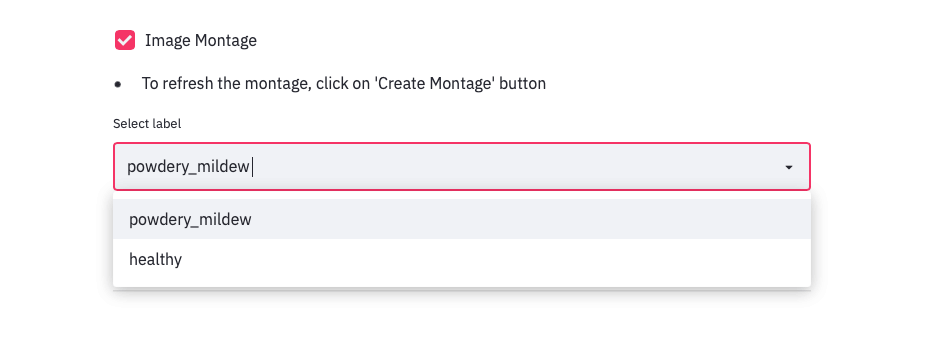 Image Montage
To refresh the montage, click on 'Create Montage' button
Select label
powdery_mildew
powdery_mildew
healthy